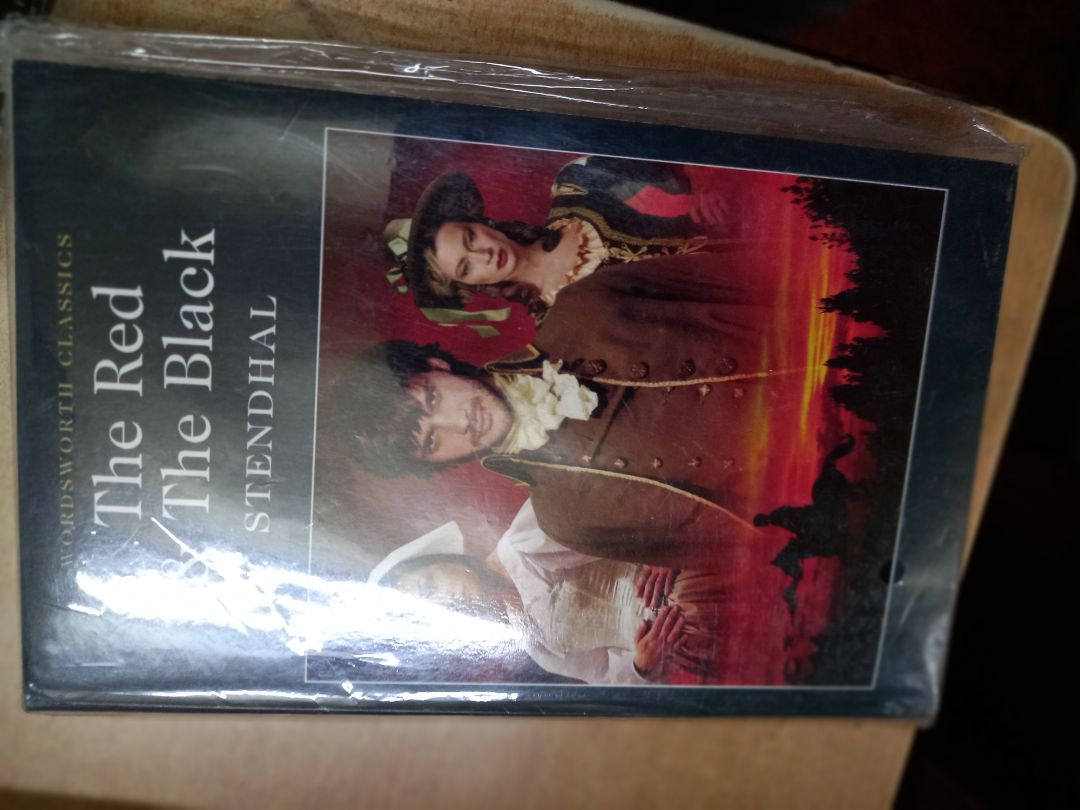 WORDSWORTH CLASSICS
The Red
& The Black
STENDHAL